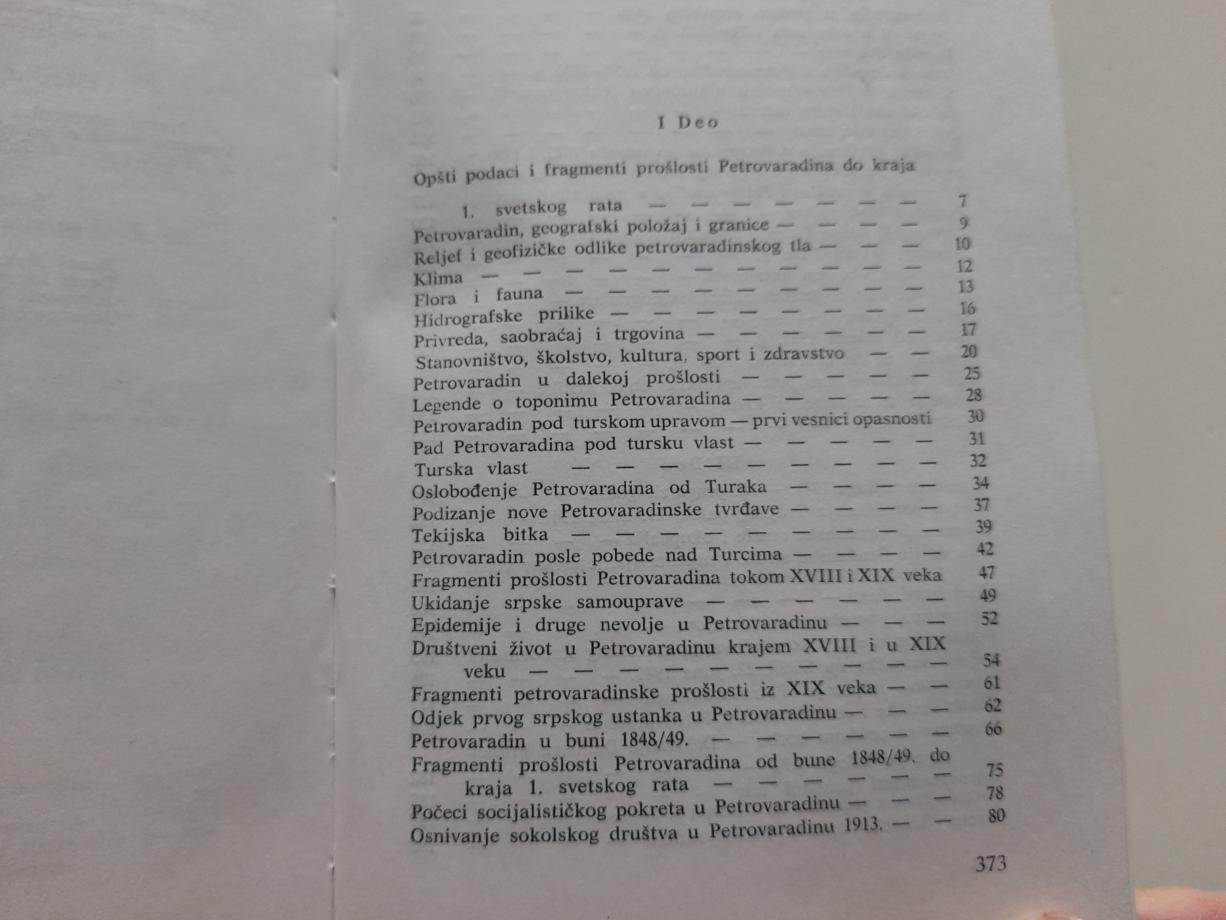 I Deo
Opšti podaci i fragmenti prošlosti Petrovaradina do kraja
1. svetskog rata — — — — — — — 7
Petrovaradin, geografski položaj i granice — — — — 9
Reljef i geofizičke odlike petrovaradinskog tla — — — 10
Klima — — — — — — — — — — — 12
Flora i fauna — — — — — — — — — 13
Hidrografske prilike — — — — — — — — 16
Privreda, saobraćaj i trgovina — — — — — — 17
Stanovništvo, školstvo, kultura, sport i zdravstvo — — 20
Petrovaradin u dalekoj prošlosti — — — — — 25
Legende o toponimu Petrovaradina — — — — — 28
Petrovaradin pod turskom upravom — prvi vesnici opasnosti 30
Pad Petrovaradina pod tursku vlast — — — — — 31
Turska vlast — — — — — — — — — 32
Oslobođenje Petrovaradina od Turaka — — — — 34
Podizanje nove Petrovaradinske tvrđave — — — — 37
Tekijska bitka — — — — — — — — — 39
Petrovaradin posle pobede nad Turcima — — — — 42
Fragmenti prošlosti Petrovaradina tokom XVIII i XIX veka 47
Ukidanje srpske samouprave — — — — — — 49
Epidemije i druge nevolje u Petrovaradinu — — — 52
Društveni život u Petrovaradinu krajem XVIII i u XIX
veku — — — — — — — — — — 54
Fragmenti petrovaradinske prošlosti iz XIX veka — — 61
Odjek prvog srpskog ustanka u Petrovaradinu — — — 62
Petrovaradin u buni 1848/49. — — — — — — 66
Fragmenti prošlosti Petrovaradina od bune 1848/49. do
kraja 1. svetskog rata — — — — — — 75
Počeci socijalističkog pokreta u Petrovaradinu — — — 78
Osnivanje sokolskog društva u Petrovaradinu 1913. — — 80
373